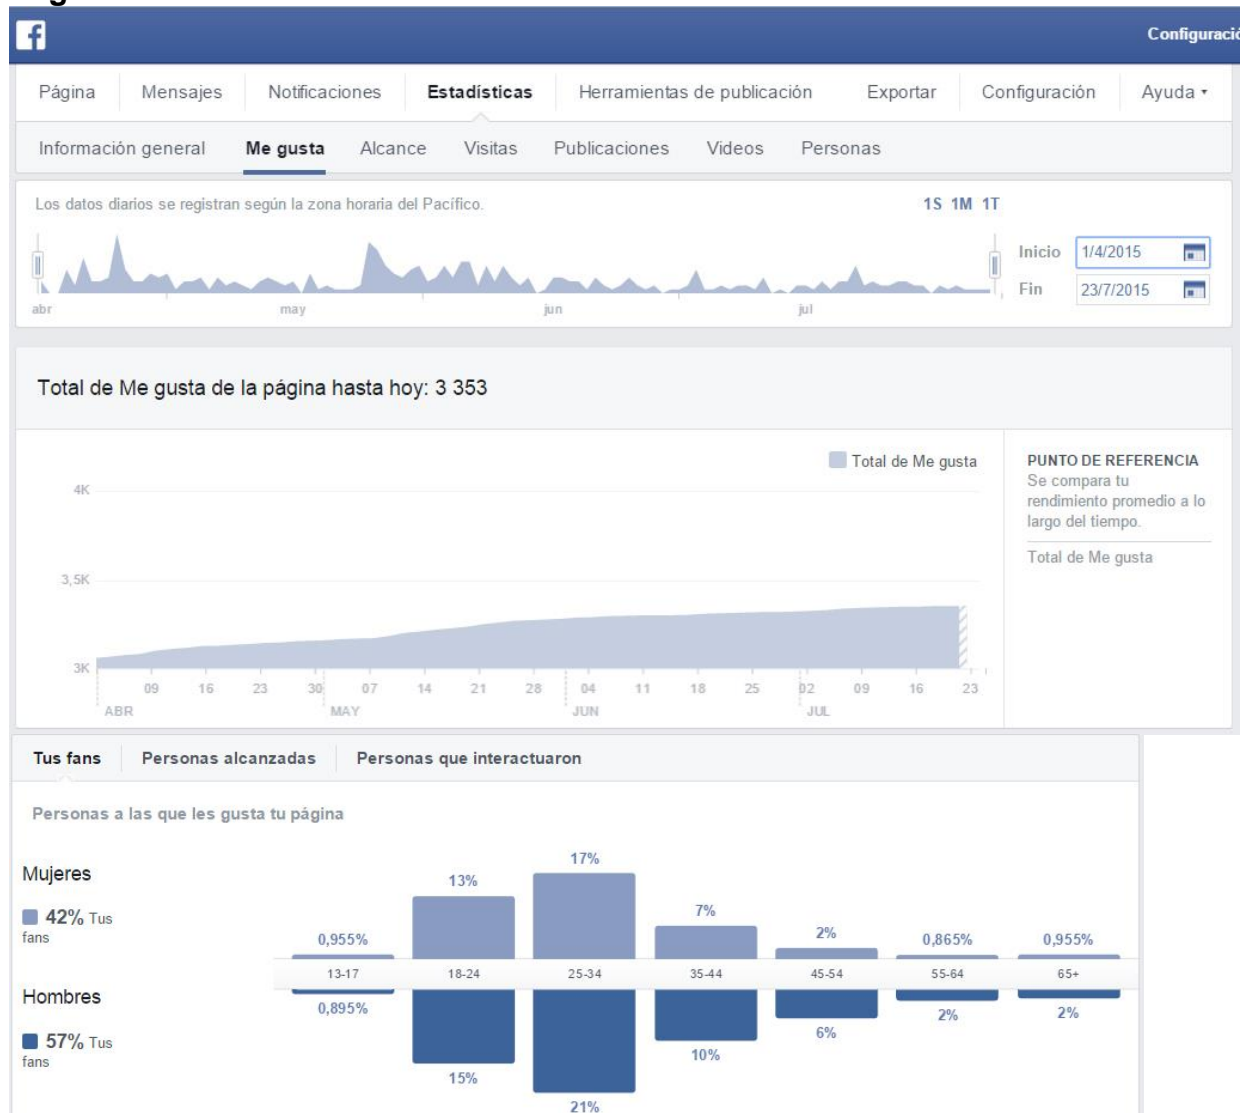 Configuració
Página Mensajes Notificaciones Estadísticas Herramientas de publicación Exportar Configuración Ayuda
Información general Me gusta Alcance Visitas Publicaciones Videos Personas
Los datos diarios se registran según la zona horaria del Pacífico.
1S 1M 1T
Inicio 1/4/2015
Fin 23/7/2015
abr may jun jul
Total de Me gusta de la página hasta hoy: 3 353
Total de Me gusta
PUNTO DE REFERENCIA
Se compara tu
rendimiento promedio a lo
largo del tiempo.
Total de Me gusta
4K
3,5K
3K
09 16 23 30 07 14 21 28 04 11 18 25 02 09 16 23
ABR MAY JUN JUL
Tus fans Personas alcanzadas Personas que interactuaron
Personas a las que les gusta tu página
Mujeres
42% Tus
fans
0,955% 13% 17% 7% 2% 0,865% 0,955%
13-17 18-24 25-34 35-44 45-54 55-64 65+
Hombres
57% Tus
fans
0,895% 15% 21% 10% 6% 2% 2%